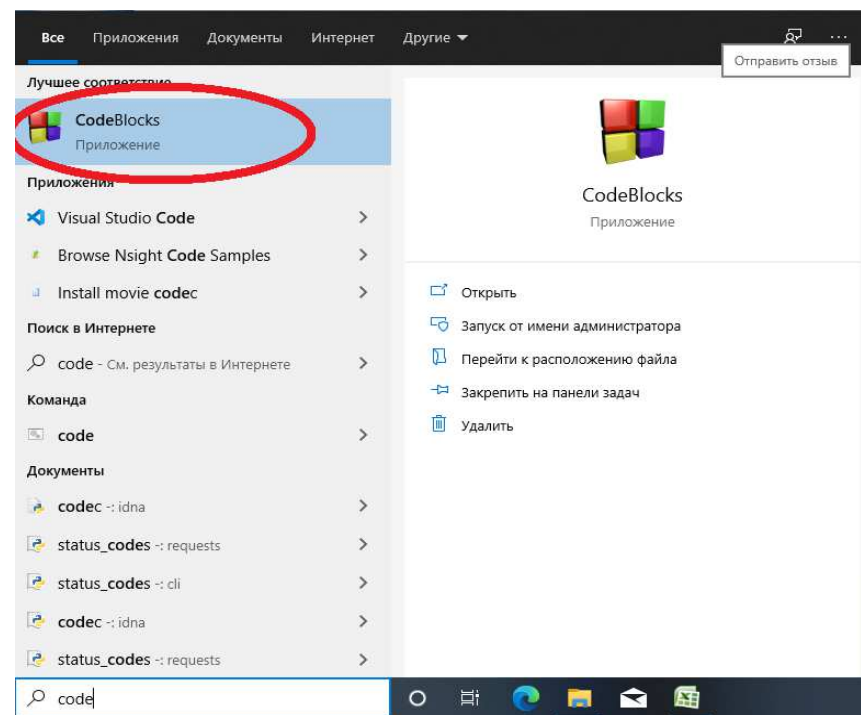 Все Приложения Документы Интернет Другие
Отправить отзыв
Лучшее соответствие
CodeBlocks
Приложение
Приложения
Visual Studio Code
Browse Nsight Code Samples
Install movie codec
Поиск в Интернете
code - См. результаты в Интернете
Команда
code
Документы
codec -: idna
status_codes -: requests
status_codes -: cli
codec -: idna
status_codes -: requests
code
CodeBlocks
Приложение
Открыть
Запуск от имени администратора
Перейти к расположению файла
Закрепить на панели задач
Удалить